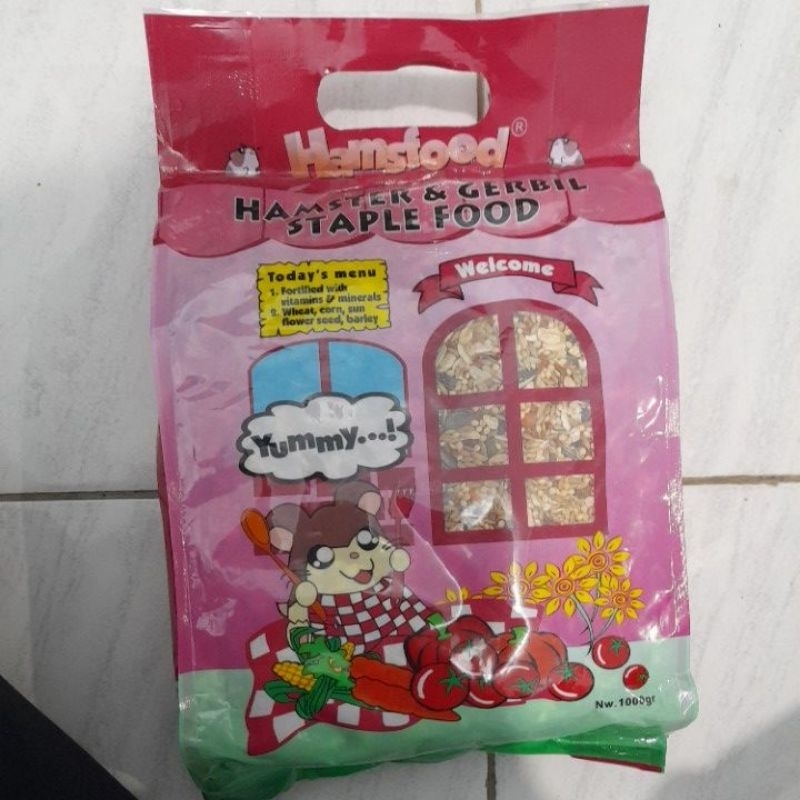 Hamsfood®
HAMSTER & GERBIL
STAPLE FOOD
Today's menu
1. Fortified with
vitamins & minerals
2. Wheat, corn, sun
flower seed, barley
Welcome
Yummy...!
Nw. 1000gr